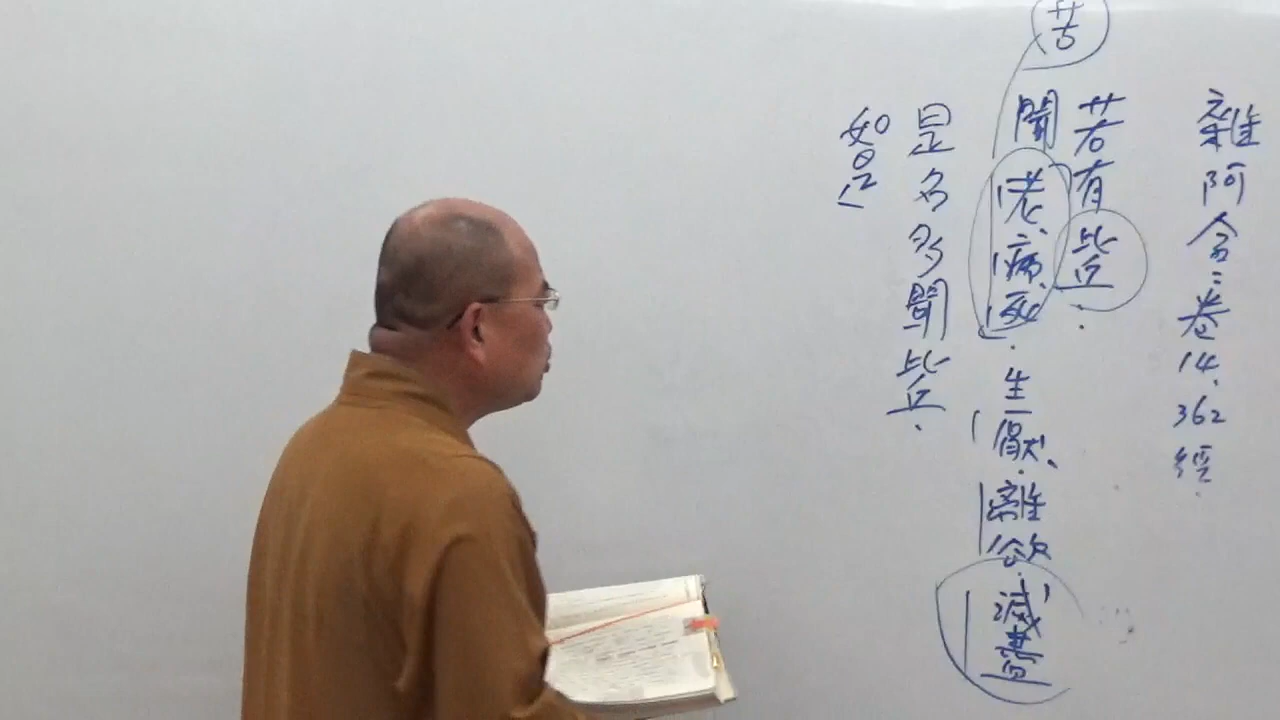 雜阿含卷14.362經
苦
若有比丘.
聞老、病、死.生厭、離欲、滅盡
是名多聞比丘.
如是